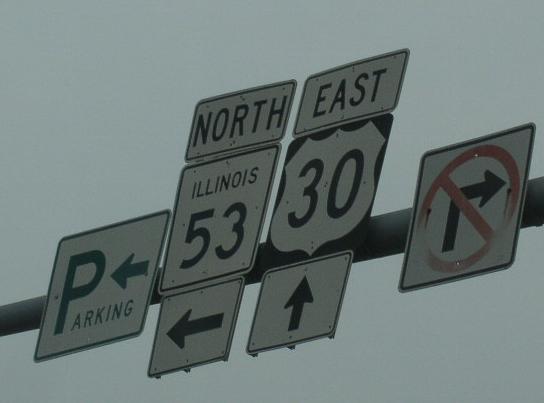 NORTH
ILLINOIS
53
EAST
30
PARKING